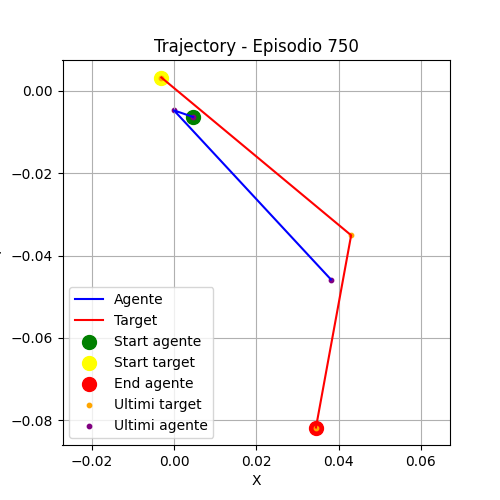 Trajectory - Episodio 750
0.00
−0.02
−0.04
−0.06
−0.08
Agente
Target
Start agente
Start target
End agente
Ultimi target
Ultimi agente
−0.02 0.00 0.02 0.04 0.06
X